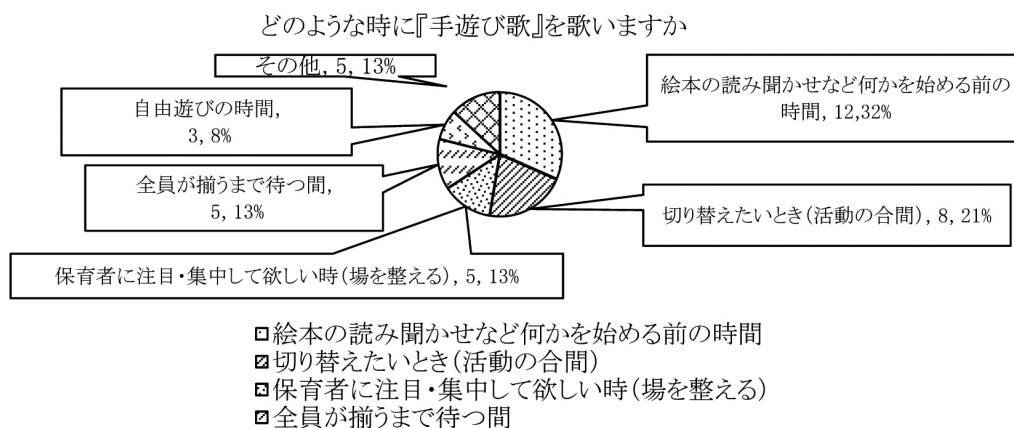 どのような時に『手遊び歌』を歌いますか
その他, 5, 13%
絵本の読み聞かせなど何かを始める前の
時間, 12,32%
自由遊びの時間,
3, 8%
全員が揃うまで待つ間,
5, 13%
切り替えたいとき(活動の合間), 8, 21%
保育者に注目・集中して欲しい時(場を整える), 5, 13%
絵本の読み聞かせなど何かを始める前の時間
切り替えたいとき(活動の合間)
保育者に注目・集中して欲しい時(場を整える)
全員が揃うまで待つ間